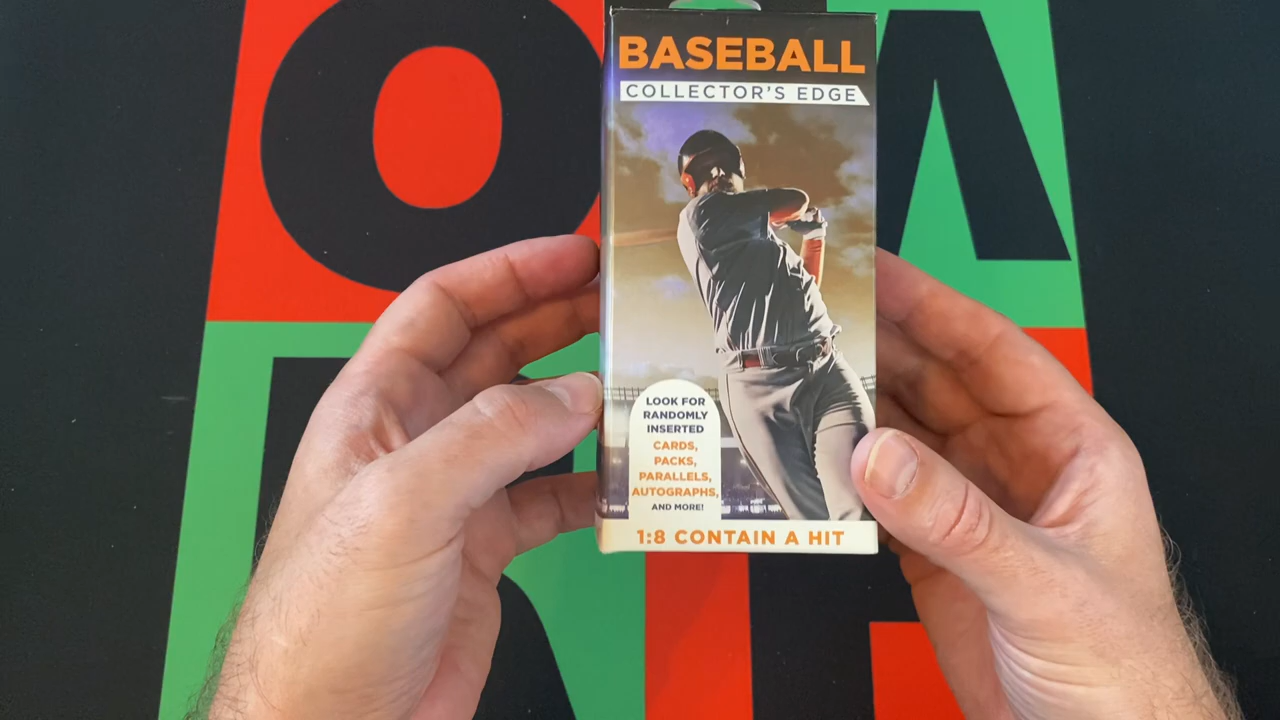 BASEBALL
COLLECTOR'S EDGE
LOOK FOR
RANDOMLY
INSERTED
CARDS,
PACKS,
PARALLELS,
AUTOGRAPHS,
AND MORE!
1:8 CONTAIN A HIT